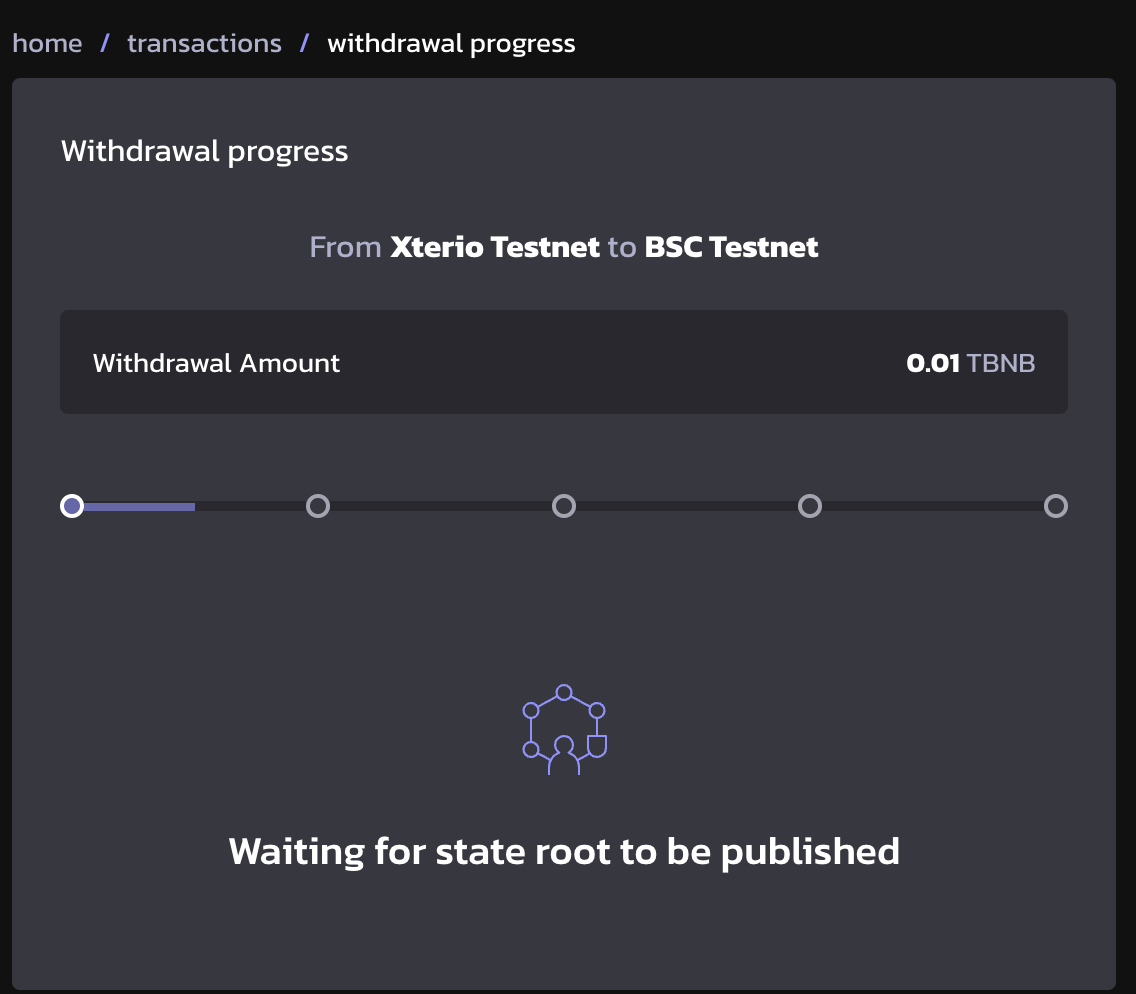 home / transactions / withdrawal progress
Withdrawal progress
From Xterio Testnet to BSC Testnet
Withdrawal Amount 0.01 TBNB
Waiting for state root to be published